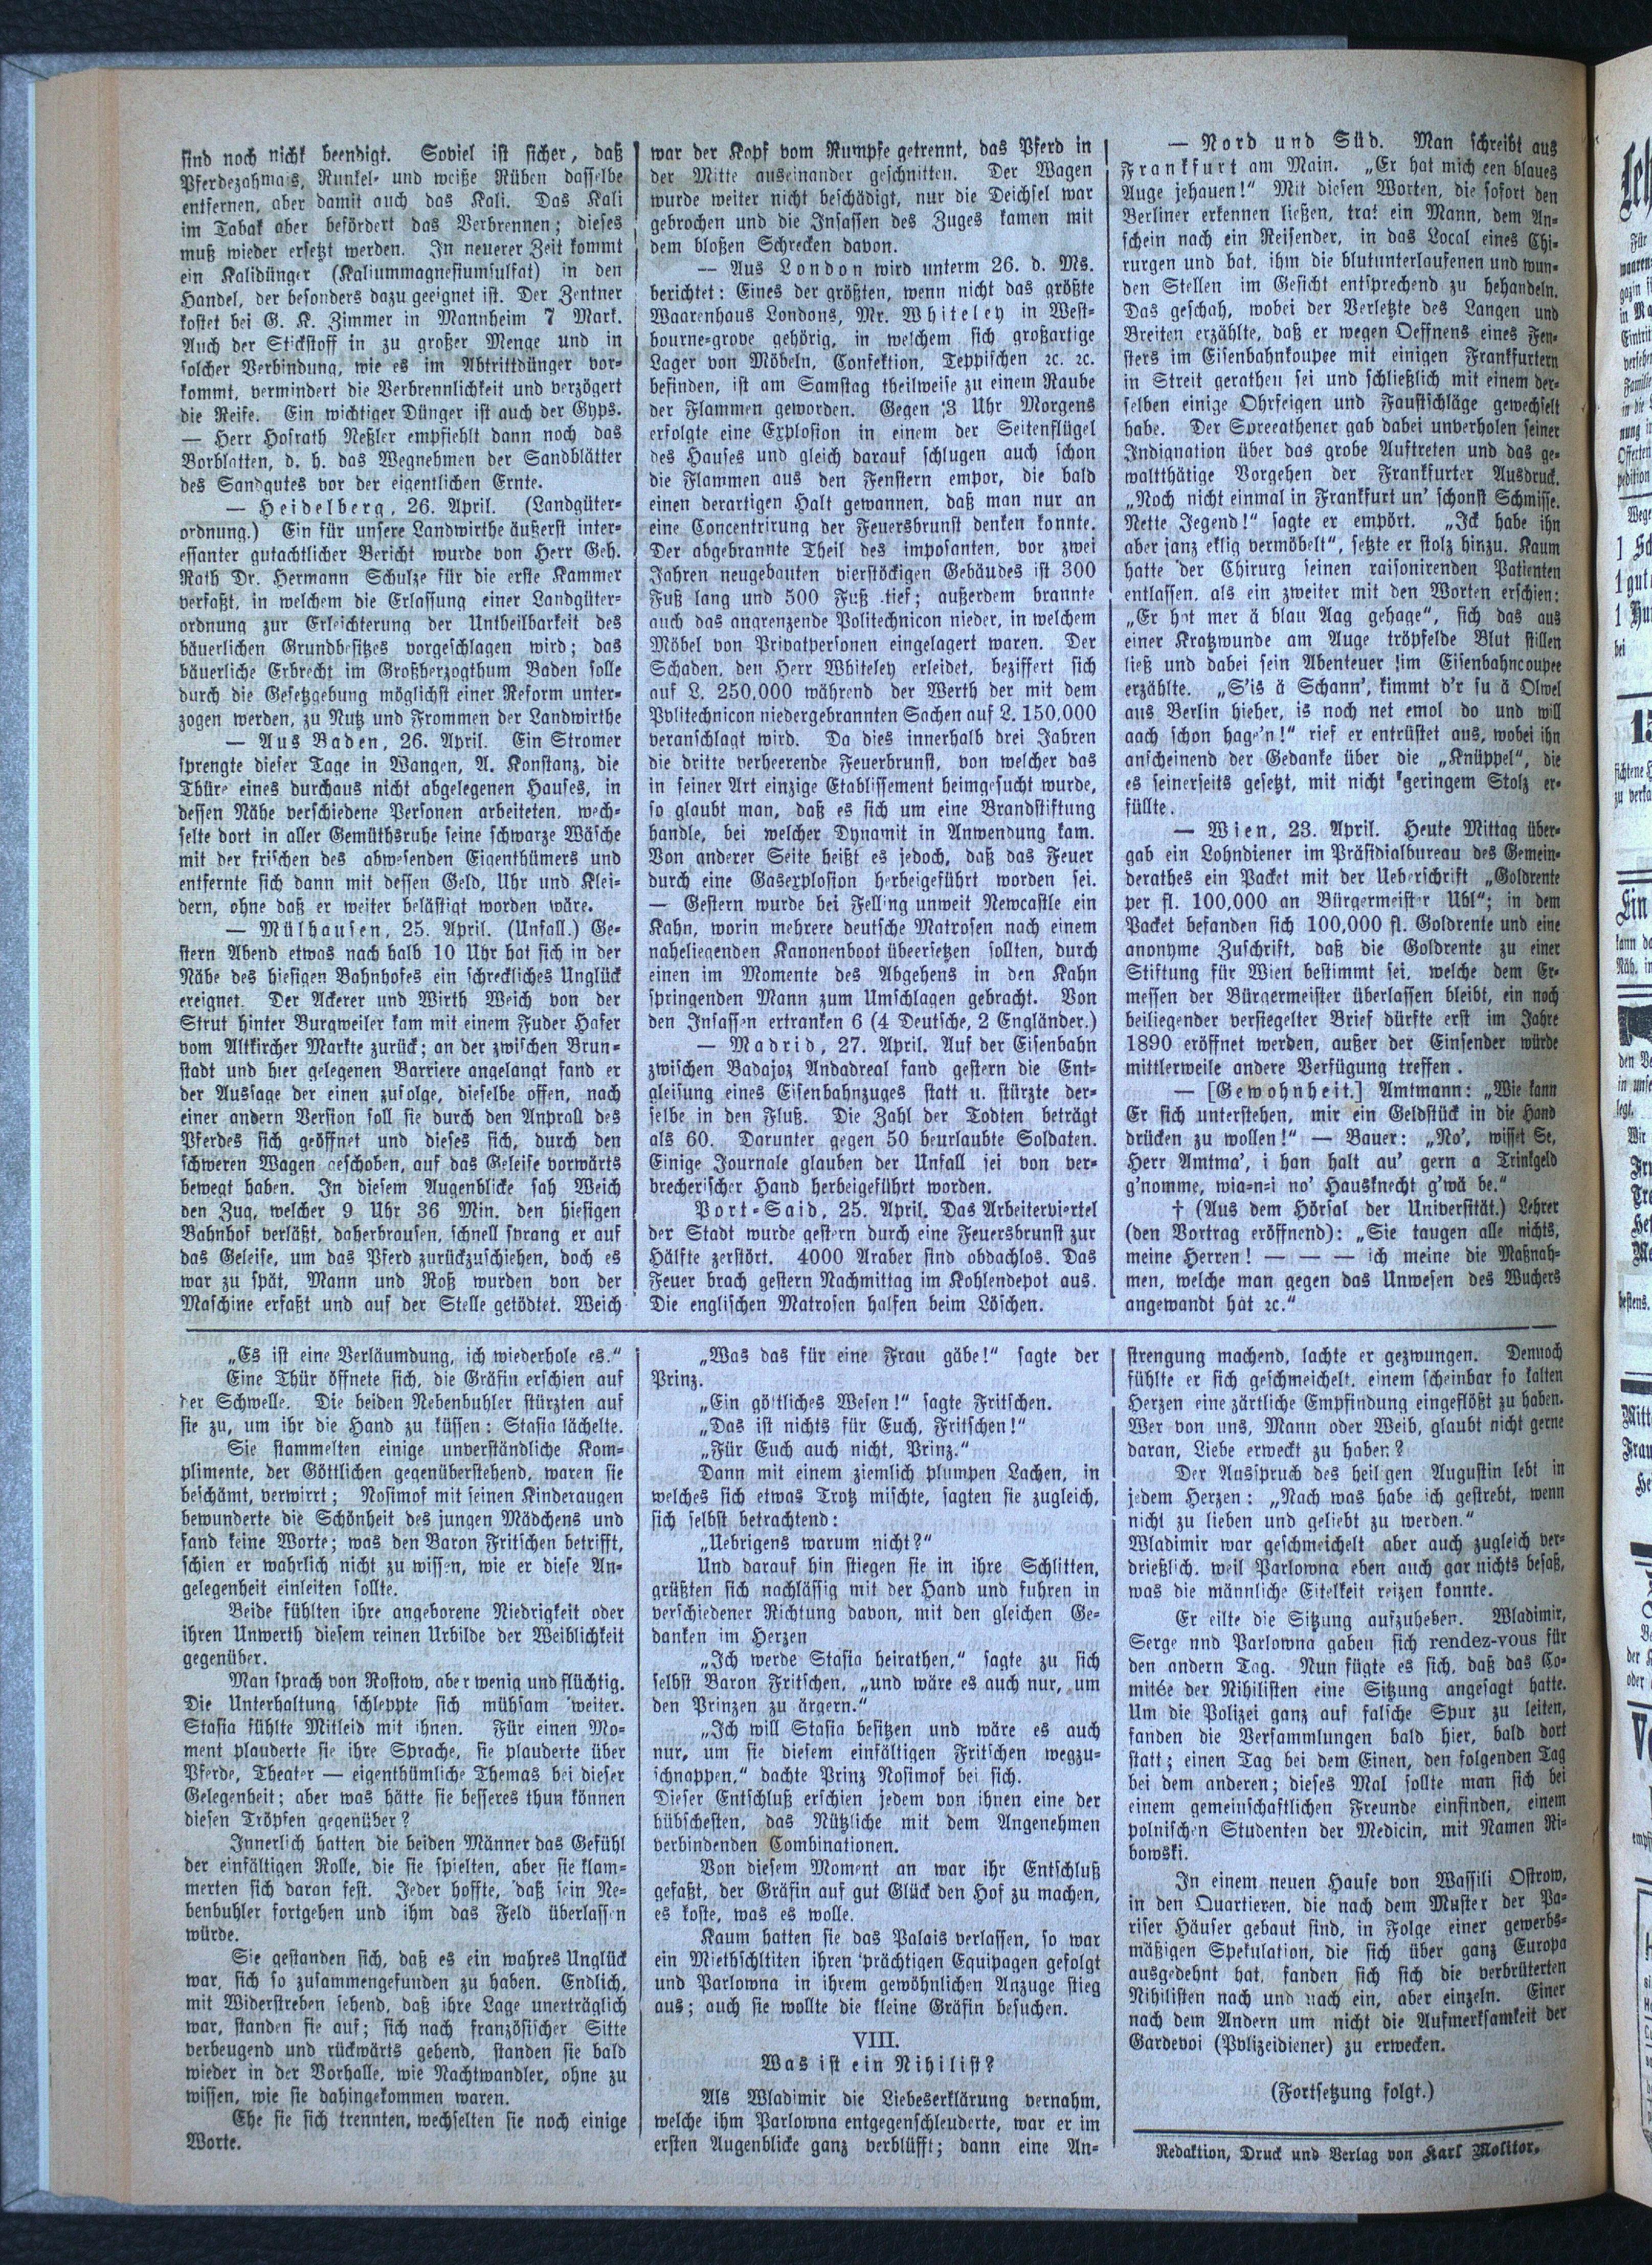 sind noch nicht beendigt. Soviel ist sicher, daß
Pferdezahmais, Runkel- und weiße Rüben dasselbe
entfernen, aber damit auch das Kali. Das Kali
im Tabak aber befördert das Verbrennen; dieses
muß wieder ersetzt werden. In neuerer Zeit kommt
ein Kalidünger (Kaliummagnesiumsulfat) in den
Handel, der besonders dazu geeignet ist. Der Zentner
kostet bei G. K. Zimmer in Mannheim 7 Mark.
Auch der Stickstoff in zu großer Menge und in
solcher Verbindung, wie es im Abtrittdünger vor-
kommt, vermindert die Verbrennlichkeit und verzögert
die Reife. Ein wichtiger Dünger ist auch der Gyps.
— Herr Hofrath Neßler empfiehlt dann noch das
Vorblatten, d. h. das Wegnehmen der Sandblätter
des Sandgutes vor der eigentlichen Ernte.
— Heidelberg, 26. April. (Landgüter-
ordnung.) Ein für unsere Landwirthe äußerst inter-
essanter gutachtlicher Bericht wurde von Herr Geh.
Rath Dr. Hermann Schulze für die erste Kammer
verfaßt, in welchem die Erlassung einer Landgüter-
ordnung zur Erleichterung der Untheilbarkeit des
bäuerlichen Grundbesitzes vorgeschlagen wird; das
bäuerliche Erbrecht im Großherzogthum Baden solle
durch die Gesetzgebung möglichst einer Reform unter-
zogen werden, zu Nutz und Frommen der Landwirthe
— Aus Baden, 26. April. Ein Stromer
sprengte dieser Tage in Wangen, A. Konstanz, die
Thüre eines durchaus nicht abgelegenen Hauses, in
dessen Nähe verschiedene Personen arbeiteten, wech-
selte dort in aller Gemüthsruhe seine schwarze Wäsche
mit der frischen des abwesenden Eigenthümers und
entfernte sich dann mit dessen Geld, Uhr und Klei-
dern, ohne daß er weiter belästigt worden wäre.
— Mülhausen, 25. April. (Unfall.) Ge-
stern Abend etwas nach halb 10 Uhr hat sich in der
Nähe des hiesigen Bahnhofes ein schreckliches Unglück
ereignet. Der Ackerer und Wirth Weich von der
Strut hinter Burgweiler kam mit einem Fuder Hafer
vom Altkircher Markte zurück; an der zwischen Brun-
stadt und hier gelegenen Barriere angelangt fand er
der Aussage der einen zufolge, dieselbe offen, nach
einer andern Version soll sie durch den Anprall des
Pferdes sich geöffnet und dieses sich, durch den
schweren Wagen geschoben, auf das Geleise vorwärts
bewegt haben. In diesem Augenblicke sah Weich
den Zug, welcher 9 Uhr 36 Min. den hiesigen
Bahnhof verläßt, daherbrausen, schnell sprang er auf
das Geleise, um das Pferd zurückzuschiehen, doch es
war zu spät, Mann und Roß wurden von der
Maschine erfaßt und auf der Stelle getödtet. Weich
war der Kopf vom Rumpfe getrennt, das Pferd in
der Mitte auseinander geschnitten. Der Wagen
wurde weiter nicht beschädigt, nur die Deichsel war
gebrochen und die Insassen des Zuges kamen mit
dem bloßen Schrecken davon.
— Aus London wird unterm 26. d. Ms.
berichtet: Eines der größten, wenn nicht das größte
Waarenhaus Londons, Mr. Whiteley in West-
bourne-grove gehörig, in welchem sich großartige
Lager von Möbeln, Confektion, Teppischen ꝛc. ꝛc.
befinden, ist am Samstag theilweise zu einem Raube
der Flammen geworden. Gegen 3 Uhr Morgens
erfolgte eine Explosion in einem der Seitenflügel
des Hauses und gleich darauf schlugen auch schon
die Flammen aus den Fenstern empor, die bald
einen derartigen Halt gewannen, daß man nur an
eine Concentrirung der Feuersbrunst denken konnte.
Der abgebrannte Theil des imposanten, vor zwei
Jahren neugebauten vierstöckigen Gebäudes ist 300
Fuß lang und 500 Fuß tief; außerdem brannte
auch das angrenzende Politechnicon nieder, in welchem
Möbel von Privatpersonen eingelagert waren. Der
Schaden, den Herr Whiteley erleidet, beziffert sich
auf L. 250,000 während der Werth der mit dem
Politechnicon niedergebrannten Sachen auf L. 150,000
veranschlagt wird. Da dies innerhalb drei Jahren
die dritte verheerende Feuerbrunst, von welcher das
in seiner Art einzige Etablissement heimgesucht wurde,
so glaubt man, daß es sich um eine Brandstiftung
handle, bei welcher Dynamit in Anwendung kam.
Von anderer Seite heißt es jedoch, daß das Feuer
durch eine Gasexplosion herbeigeführt worden sei.
— Gestern wurde bei Felling unweit Newcastle ein
Kahn, worin mehrere deutsche Matrosen nach einem
naheliegenden Kanonenboot übeersetzen sollten, durch
einen im Momente des Abgehens in den Kahn
springenden Mann zum Umschlagen gebracht. Von
den Insassen ertranken 6 (4 Deutsche, 2 Engländer.)
— Madrid, 27. April. Auf der Eisenbahn
zwischen Badajoz Andadreal fand gestern die Ent-
gleisung eines Eisenbahnzuges statt u. stürzte der-
selbe in den Fluß. Die Zahl der Todten beträgt
als 60. Darunter gegen 50 beurlaubte Soldaten.
Einige Journale glauben der Unfall sei von ver-
brecherischer Hand herbeigeführt worden.
Port-Said, 25. April. Das Arbeiterviertel
der Stadt wurde gestern durch eine Feuersbrunst zur
Hälfte zerstört. 4000 Araber sind obdachlos. Das
Feuer brach gestern Nachmittag im Kohlendepot aus.
Die englischen Matrosen halfen beim Löschen.
— Nord und Süd. Man schreibt aus
Frankfurt am Main. „Er hat mich een blaues
Auge jehauen!“ Mit diesen Worten, die sofort den
Berliner erkennen ließen, trat ein Mann, dem An-
schein nach ein Reisender, in das Local eines Chi-
rurgen und bat, ihm die blutunterlaufenen und wun-
den Stellen im Gesicht entsprechend zu hehandeln.
Das geschah, wobei der Verletzte des Langen und
Breiten erzählte, daß er wegen Oeffnens eines Fen-
sters im Eisenbahnkoupee mit einigen Frankfurtern
in Streit gerathen sei und schließlich mit einem der-
selben einige Ohrfeigen und Faustschläge gewechselt
habe. Der Spreeathener gab dabei unverholen seiner
Indignation über das grobe Auftreten und das ge-
waltthätige Vorgehen der Frankfurter Ausdruck.
„Noch nicht einmal in Frankfurt un' schonst Schmisse.
Nette Jegend!“ sagte er empört. „Ick habe ihn
aber janz eklig vermöbelt“, setzte er stolz hinzu. Kaum
hatte der Chirurg seinen raisonirenden Patienten
entlassen, als ein zweiter mit den Worten erschien:
„Er hot mer ä blau Aag gehage“, sich das aus
einer Kratzwunde am Auge tröpfelde Blut stillen
ließ und dabei sein Abenteuer im Eisenbahncoupee
erzählte. „S'is ä Schann', kimmt d'r su ä Olwel
aus Berlin hieher, is noch net emol do und will
aach schon hage'n!“ rief er entrüstet aus, wobei ihn
anscheinend der Gedanke über die „Knüppel“, die
es seinerseits gesetzt, mit nicht geringem Stolz er-
füllte.
— Wien, 23. April. Heute Mittag über-
gab ein Lohndiener im Präsidialbureau des Gemein-
derathes ein Packet mit der Ueberschrift „Goldrente
per fl. 100,000 an Bürgermeister Uhl“; in dem
Packet befanden sich 100,000 fl. Goldrente und eine
anonyme Zuschrift, daß die Goldrente zu einer
Stiftung für Wien bestimmt sei, welche dem Er-
messen der Bürgermeister überlassen bleibt, ein noch
beiliegender versiegelter Brief dürfte erst im Jahre
1890 eröffnet werden, außer der Einsender würde
mittlerweile andere Verfügung treffen.
— [Gewohnheit.] Amtmann: „Wie kann
Er sich unterstehen, mir ein Geldstück in die Hand
drücken zu wollen!“ — Bauer: „No', wisset Se,
Herr Amtma', i han halt au' gern a Trinkgeld
g'nomme, wia=n=i no' Hausknecht g'wä be.“
† (Aus dem Hörsal der Universität.) Lehrer
(den Vortrag eröffnend): „Sie taugen alle nichts,
meine Herren! — — — ich meine die Maßnah-
men, welche man gegen das Unwesen des Wuchers
angewandt hat ꝛc.“
„Es ist eine Verläumdung, ich wiederhole es.“
Eine Thür öffnete sich, die Gräfin erschien auf
der Schwelle. Die beiden Nebenbuhler stürzten auf
sie zu, um ihr die Hand zu küssen: Stasia lächelte.
Sie stammelten einige unverständliche Kom-
plimente, der Göttlichen gegenüberstehend, waren sie
beschämt, verwirrt; Nosimof mit seinen Kinderaugen
bewunderte die Schönheit des jungen Mädchens und
fand keine Worte; was den Baron Fritschen betrifft,
schien er wahrlich nicht zu wissen, wie er diese An-
gelegenheit einleiten sollte.
Beide fühlten ihre angeborene Niedrigkeit oder
ihren Unwerth diesem reinen Urbilde der Weiblichkeit
gegenüber.
Man sprach von Rostow, aber wenig und flüchtig.
Die Unterhaltung schleppte sich mühsam weiter.
Stasia fühlte Mitleid mit ihnen. Für einen Mo-
ment plauderte sie ihre Sprache, sie plauderte über
Pferde, Theater — eigenthümliche Themas bei dieser
Gelegenheit; aber was hätte sie besseres thun können
diesen Tröpfen gegenüber?
Innerlich hatten die beiden Männer das Gefühl
der einfältigen Rolle, die sie spielten, aber sie klam-
merten sich daran fest. Jeder hoffte, daß sein Ne-
benbuhler fortgehen und ihm das Feld überlassen
würde.
Sie gestanden sich, daß es ein wahres Unglück
war, sich so zusammengefunden zu haben. Endlich,
mit Widerstreben sehend, daß ihre Lage unerträglich
war, standen sie auf; sich nach französischer Sitte
verbeugend und rückwärts gehend, standen sie bald
wieder in der Vorhalle, wie Nachtwandler, ohne zu
wissen, wie sie dahingekommen waren.
Ehe sie sich trennten, wechselten sie noch einige
Worte.
„Was das für eine Frau gäbe!“ sagte der
Prinz.
„Ein göttliches Wesen!“ sagte Fritschen.
„Das ist nichts für Euch, Fritschen!“
„Für Euch auch nicht, Prinz.“
Dann mit einem ziemlich plumpen Lachen, in
welches sich etwas Trotz mischte, sagten sie zugleich,
sich selbst betrachtend:
„Uebrigens warum nicht?“
Und darauf hin stiegen sie in ihre Schlitten,
grüßten sich nachlässig mit der Hand und fuhren in
verschiedener Richtung davon, mit den gleichen Ge-
danken im Herzen
„Ich werde Stasia heirathen,“ sagte zu sich
selbst Baron Fritschen, „und wäre es auch nur, um
den Prinzen zu ärgern.“
„Ich will Stasia besitzen und wäre es auch
nur, um sie diesem einfältigen Fritschen wegzu-
schnappen,“ dachte Prinz Nosimof bei sich.
Dieser Entschluß erschien jedem von ihnen eine der
hübschesten, das Nützliche mit dem Angenehmen
verbindenden Combinationen.
Von diesem Moment an war ihr Entschluß
gefaßt, der Gräfin auf gut Glück den Hof zu machen,
es koste, was es wolle.
Kaum hatten sie das Palais verlassen, so war
ein Miethschltiten ihren prächtigen Equipagen gefolgt
und Parlowna in ihrem gewöhnlichen Anzuge stieg
aus; auch sie wollte die kleine Gräfin besuchen.
VIII.
Was ist ein Nihilist?
Als Wladimir die Liebeserklärung vernahm,
welche ihm Parlowna entgegenschleuderte, war er im
ersten Augenblicke ganz verblüfft; dann eine An-
strengung machend, lachte er gezwungen. Dennoch
fühlte er sich geschmeichelt, einem scheinbar so kalten
Herzen eine zärtliche Empfindung eingeflößt zu haben.
Wer von uns, Mann oder Weib, glaubt nicht gerne
daran, Liebe erweckt zu haben?
Der Ausspruch des heiligen Augustin lebt in
jedem Herzen: „Nach was habe ich gestrebt, wenn
nicht zu lieben und geliebt zu werden.“
Wladimir war geschmeichelt aber auch zugleich ver-
drießlich, weil Parlowna eben auch gar nichts besaß,
was die männliche Eitelkeit reizen konnte.
Er eilte die Sitzung aufzuheben. Wladimir,
Serge nnd Parlowna gaben sich rendez-vous für
den andern Tag. Nun fügte es sich, daß das Co-
mitée der Nihilisten eine Sitzung angesagt hatte.
Um die Polizei ganz auf falsche Spur zu leiten,
fanden die Versammlungen bald hier, bald dort
statt; einen Tag bei dem Einen, den folgenden Tag
bei dem anderen; dieses Mal sollte man sich bei
einem gemeinschaftlichen Freunde einfinden, einem
polnischen Studenten der Medicin, mit Namen Ri-
bowski.
In einem neuen Hause von Wassili Ostrow,
in den Quartieren, die nach dem Muster der Pa-
riser Häuser gebaut sind, in Folge einer gewerbs-
mäßigen Spekulation, die sich über ganz Europa
ausgedehnt hat, fanden sich sich die verbrüterten
Nihilisten nach und nach ein, aber einzeln. Einer
nach dem Andern um nicht die Aufmerksamkeit der
Gardevoi (Polizeidiener) zu erwecken.
(Fortsetzung folgt.)
Redaktion, Druck und Verlag von Karl Molitor.